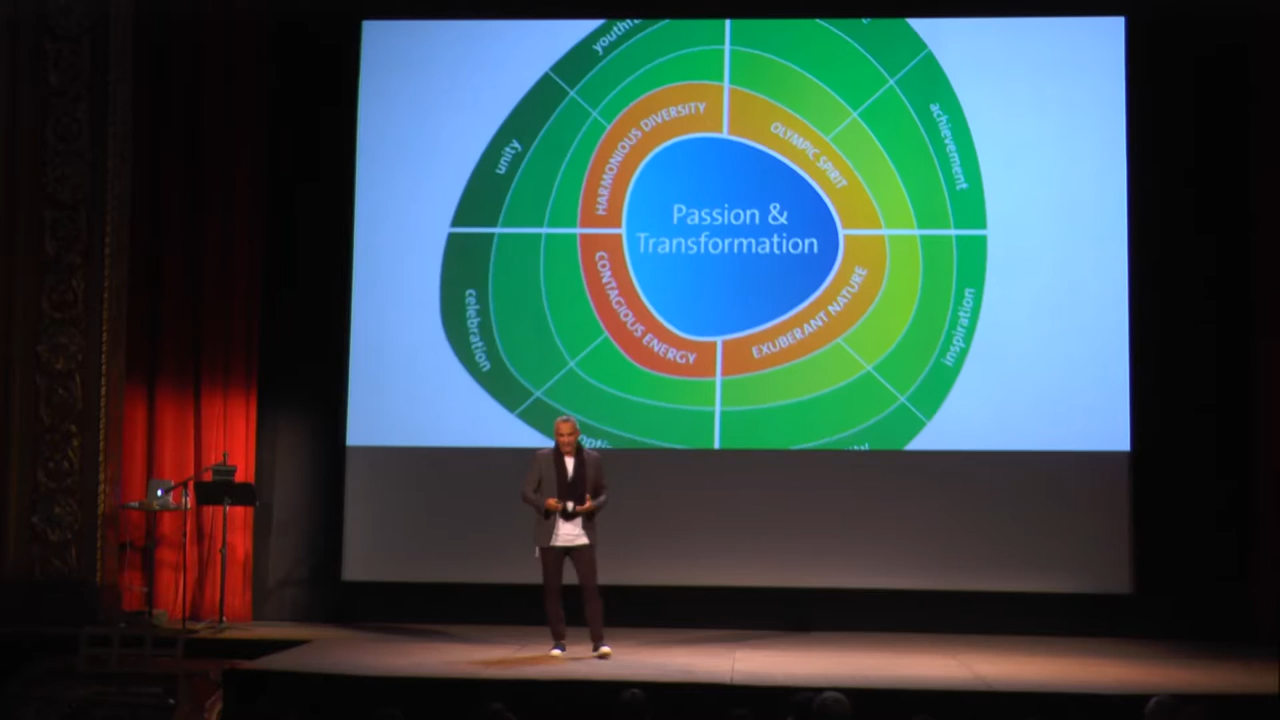 unity
achievement
HARMONIOUS DIVERSITY
OLYMPIC SPIRIT
Passion &
Transformation
CONTAGIOUS ENERGY
EXUBERANT NATURE
celebration
inspiration